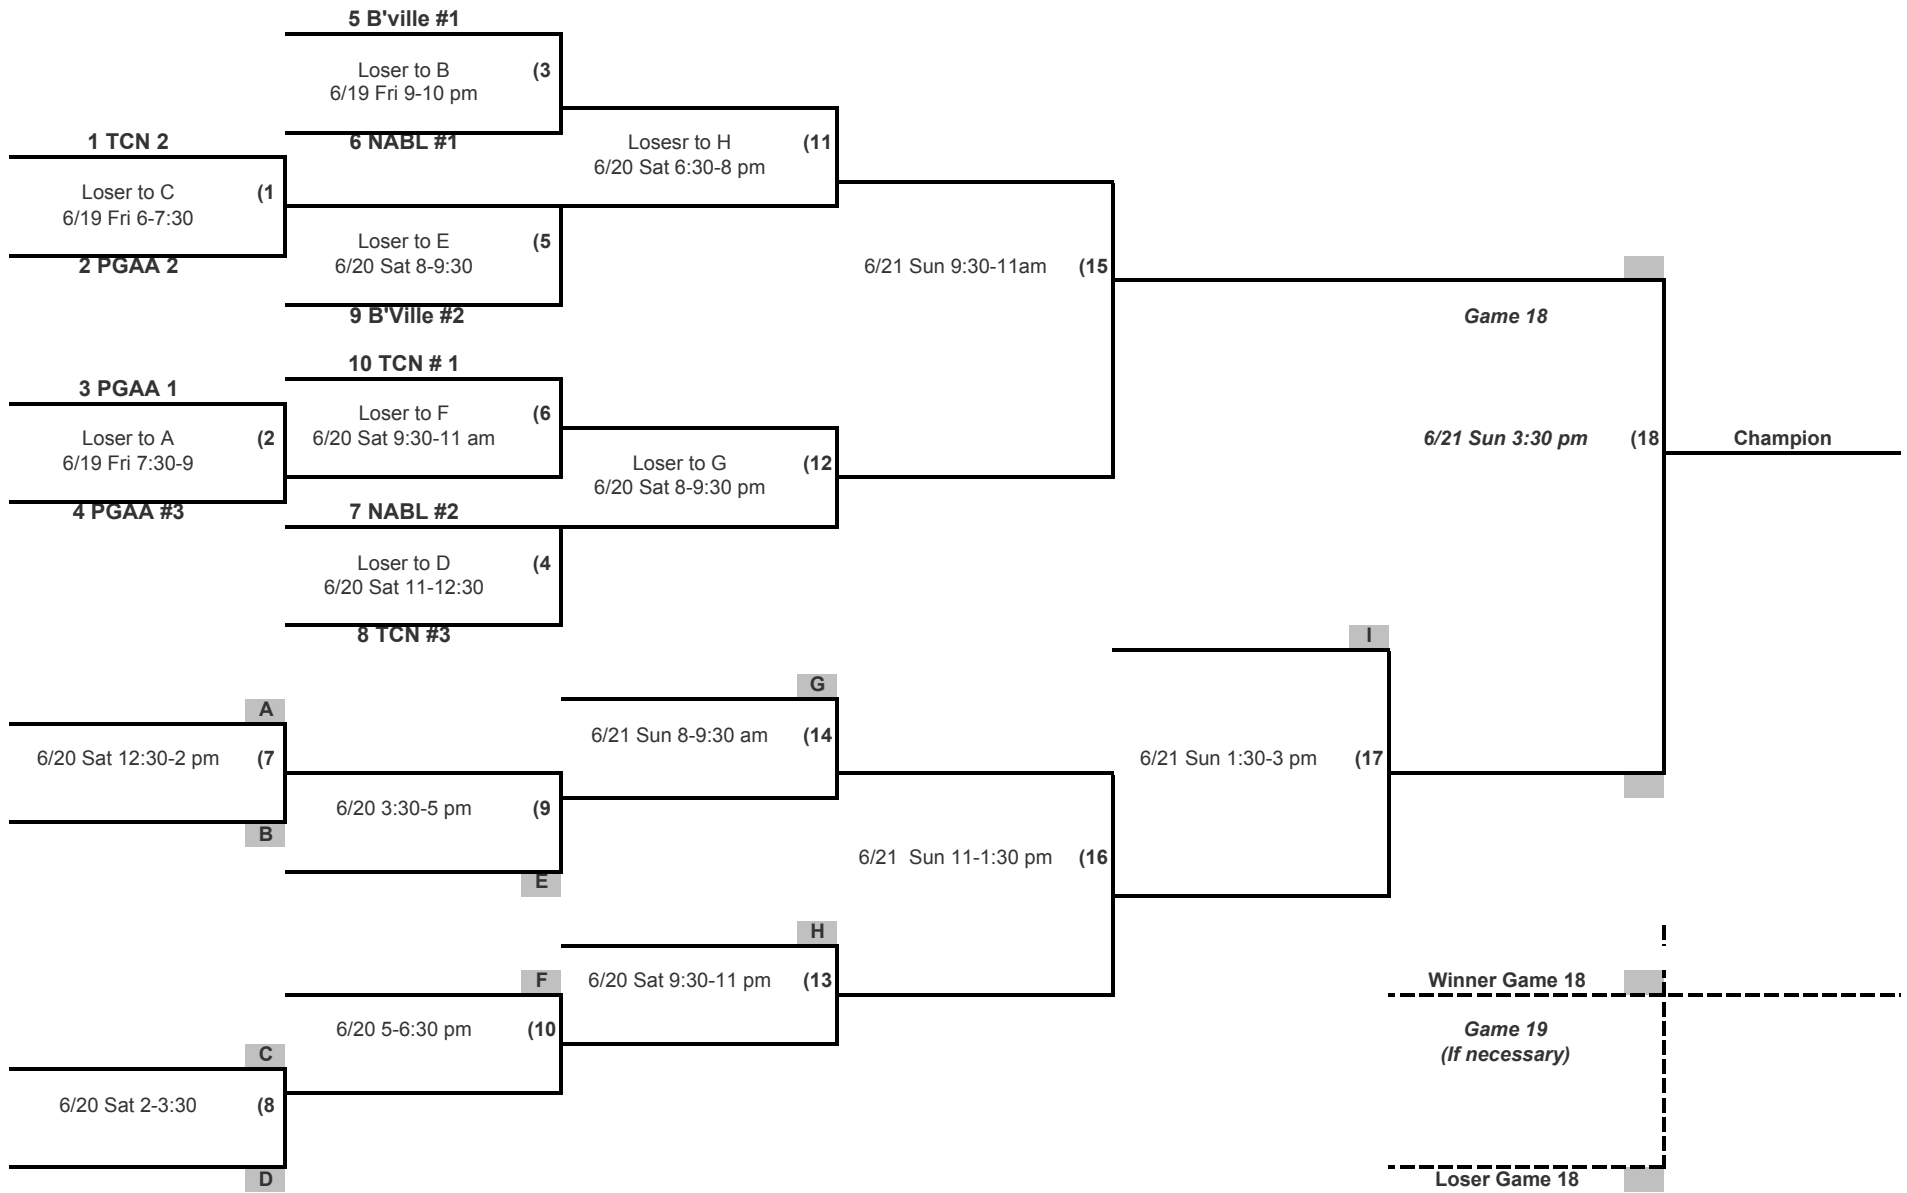 5 B'ville #1
Loser to B (3
6/19 Fri 9-10 pm
1 TCN 2
6 NABL #1
Losesr to H (11
6/20 Sat 6:30-8 pm
Loser to C (1
6/19 Fri 6-7:30
Loser to E (5
6/20 Sat 8-9:30
2 PGAA 2
6/21 Sun 9:30-11am (15
9 B'Ville #2
Game 18
10 TCN # 1
3 PGAA 1
Loser to F (6
6/20 Sat 9:30-11 am
Loser to A (2
6/19 Fri 7:30-9
6/21 Sun 3:30 pm (18
Champion
Loser to G (12
6/20 Sat 8-9:30 pm
4 PGAA #3
7 NABL #2
Loser to D (4
6/20 Sat 11-12:30
8 TCN #3
I
G
A
6/21 Sun 8-9:30 am (14
6/20 Sat 12:30-2 pm (7
6/21 Sun 1:30-3 pm (17
6/20 3:30-5 pm (9
B
6/21 Sun 11-1:30 pm (16
E
H
F
6/20 Sat 9:30-11 pm (13
Winner Game 18
6/20 5-6:30 pm (10
Game 19
(If necessary)
C
6/20 Sat 2-3:30 (8
D
Loser Game 18